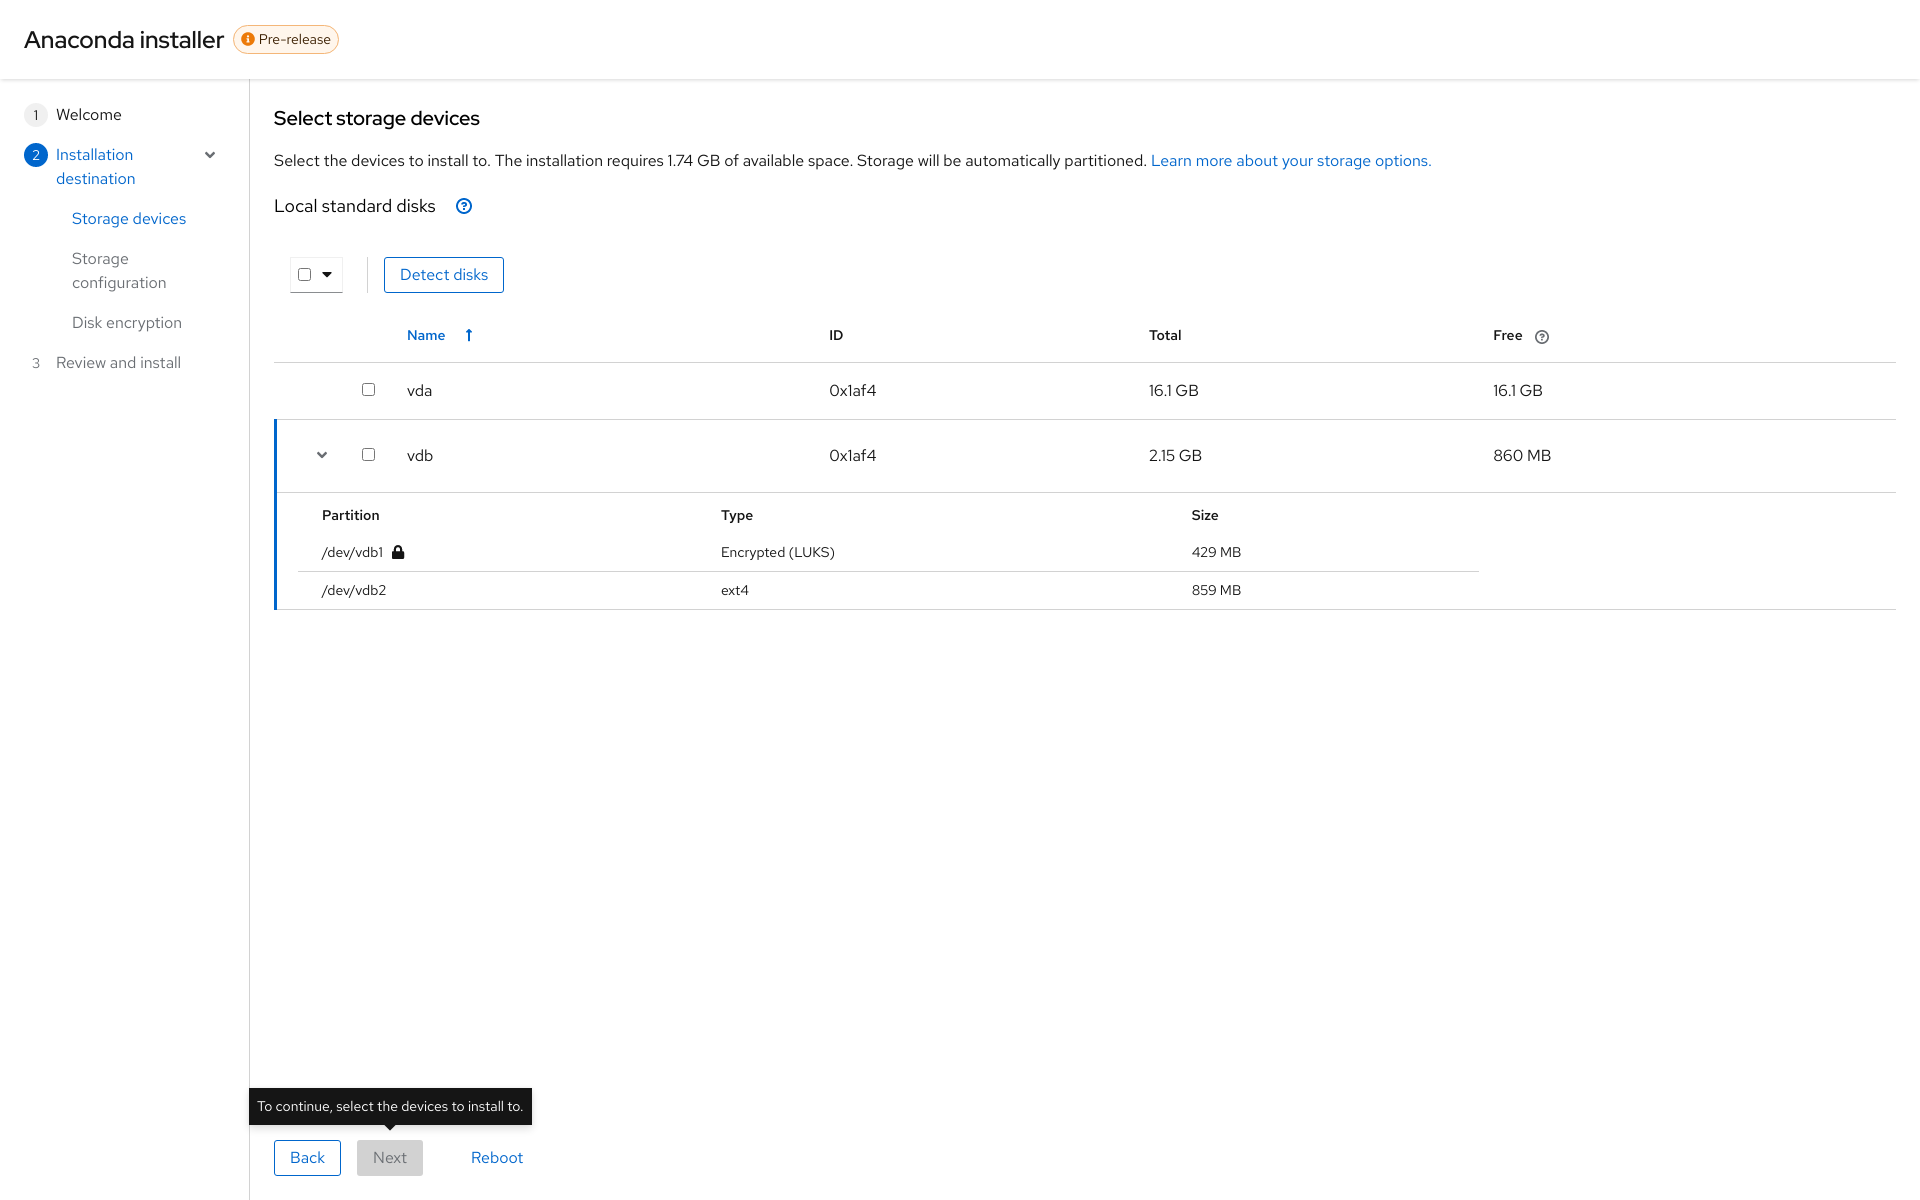 Anaconda installer
Pre-release
1 Welcome
2 Installation
destination
Storage devices
Storage
configuration
Disk encryption
3 Review and install
Select storage devices
Select the devices to install to. The installation requires 1.74 GB of available space. Storage will be automatically partitioned. Learn more about your storage options.
Local standard disks
Detect disks
Name ID Total Free
vda 0x1af4 16.1 GB 16.1 GB
vdb 0x1af4 2.15 GB 860 MB
Partition Type Size
/dev/vdb1 Encrypted (LUKS) 429 MB
/dev/vdb2 ext4 859 MB
To continue, select the devices to install to.
Back Next Reboot